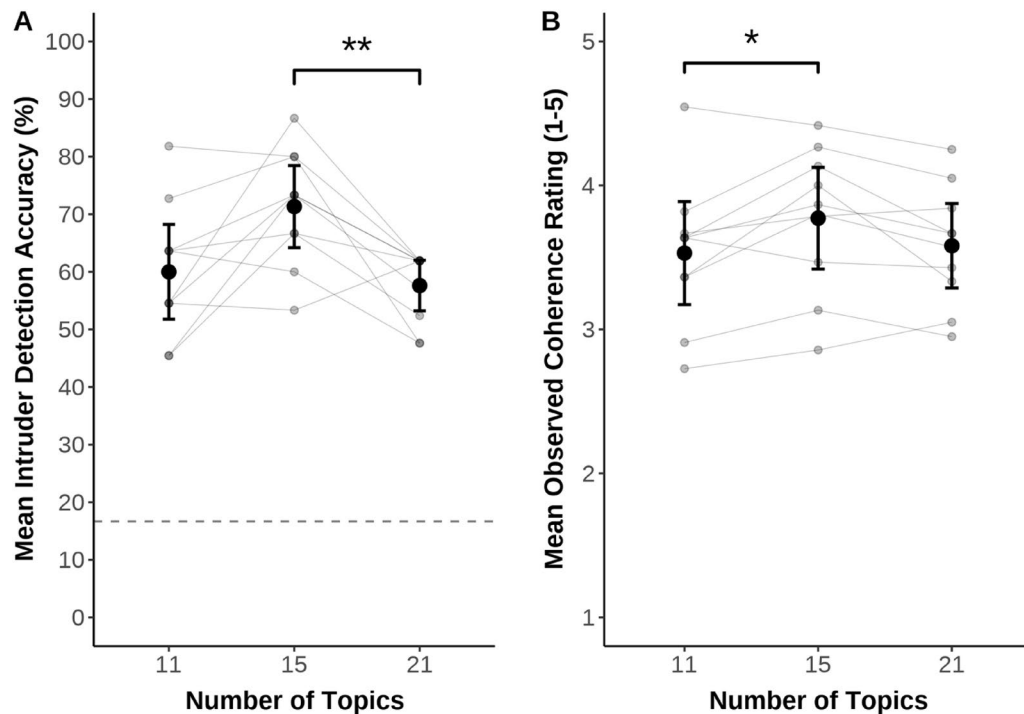 A
Mean Intruder Detection Accuracy (%)
100
90
80
70
60
50
40
30
20
10
0
**
11 15 21
Number of Topics
B
Mean Observed Coherence Rating (1-5)
5
4
3
2
1
*
11 15 21
Number of Topics